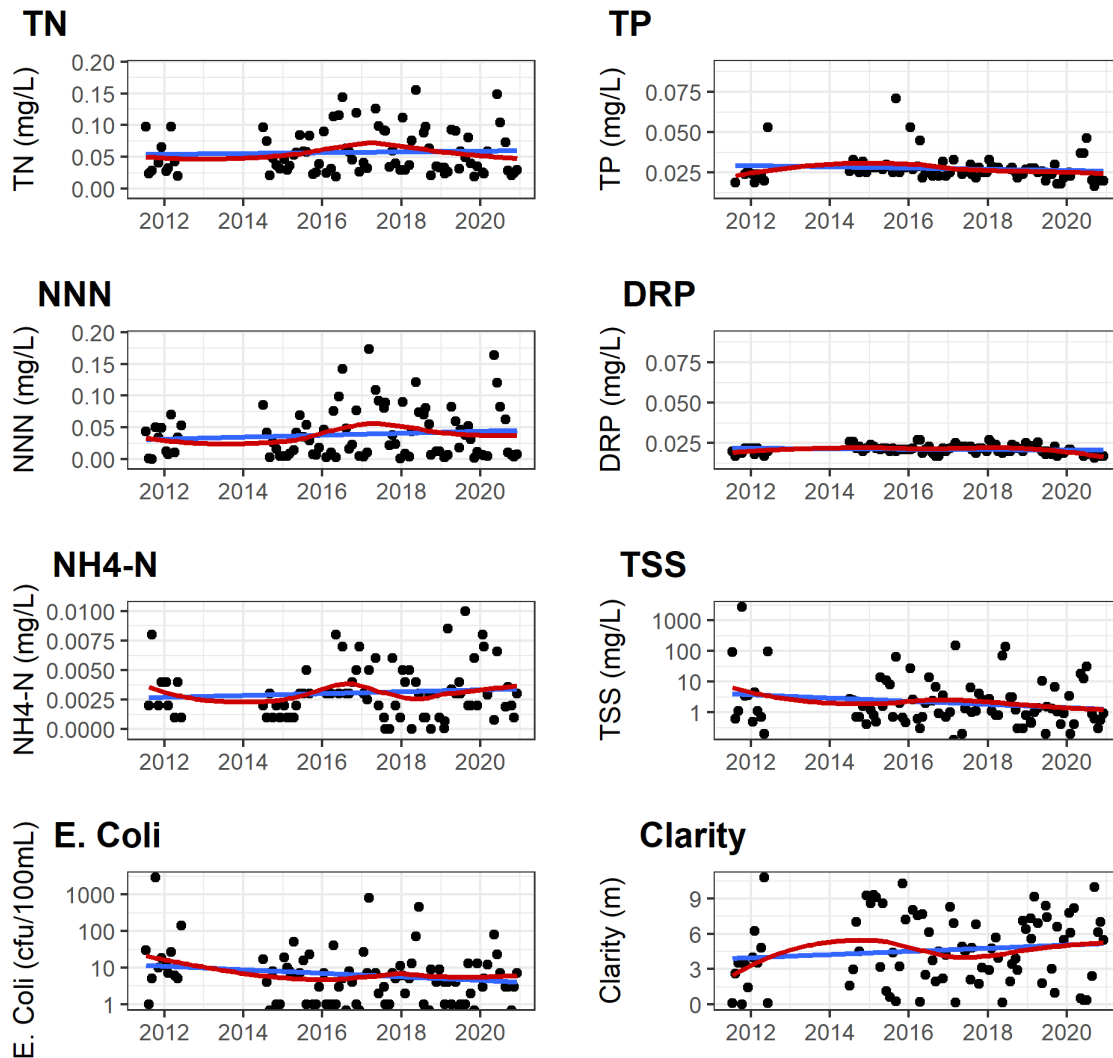 TN
TN (mg/L)
0.20
0.15
0.10
0.05
0.00
2012 2014 2016 2018 2020
TP
TP (mg/L)
0.075
0.050
0.025
2012 2014 2016 2018 2020
NNN
NNN (mg/L)
0.20
0.15
0.10
0.05
0.00
2012 2014 2016 2018 2020
DRP
DRP (mg/L)
0.075
0.050
0.025
2012 2014 2016 2018 2020
NH4-N
NH4-N (mg/L)
0.0100
0.0075
0.0050
0.0025
0.0000
2012 2014 2016 2018 2020
TSS
TSS (mg/L)
1000
100
10
1
2012 2014 2016 2018 2020
E. Coli
E. Coli (cfu/100mL)
1000
100
10
1
2012 2014 2016 2018 2020
Clarity
Clarity (m)
9
6
3
0
2012 2014 2016 2018 2020